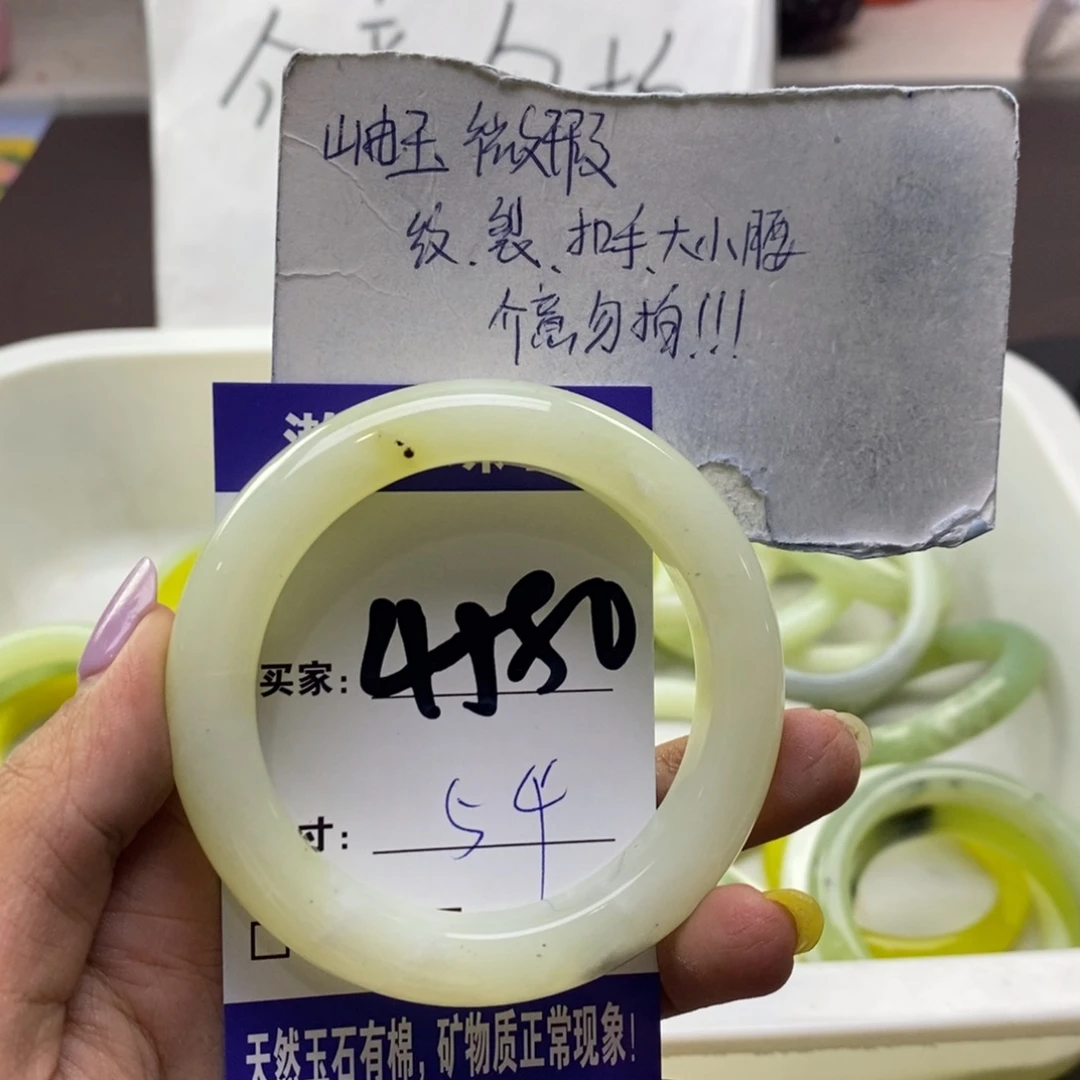 岫玉 微瑕
纹、裂、扣手、大小腰
介意勿拍!!!
买家: 4580
寸: 54
天然玉石有棉,矿物质正常现象!